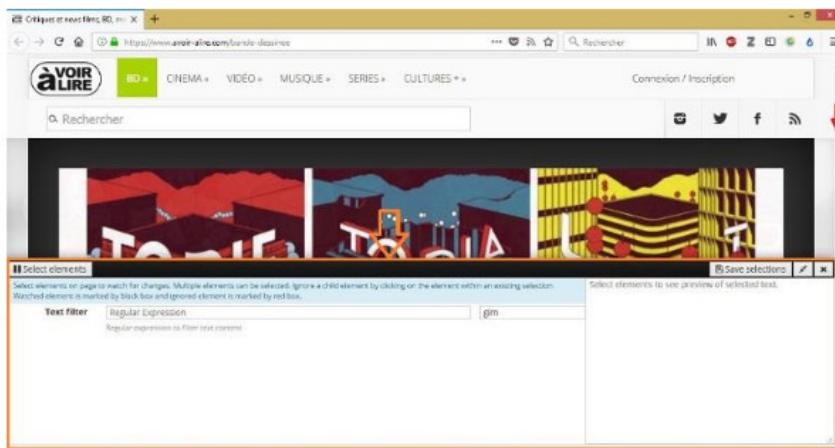 Critiques et news films, BD, mu
https://www.avoir-alire.com/bande-dessinee
Rechercher
àVOIR
àLIRE
BD »
CINEMA »
VIDÉO »
MUSIQUE »
SERIES »
CULTURES + »
Connexion / Inscription
Rechercher
Select elements
Save selections
Select elements on page to watch for changes. Multiple elements can be selected. Ignore a child element by clicking on the element within an existing selection
Watched element is marked by black box and ignored element is marked by red box.
Select elements to see preview of selected text.
Text filter
Regular Expression
gim
Regular expression to filter text content